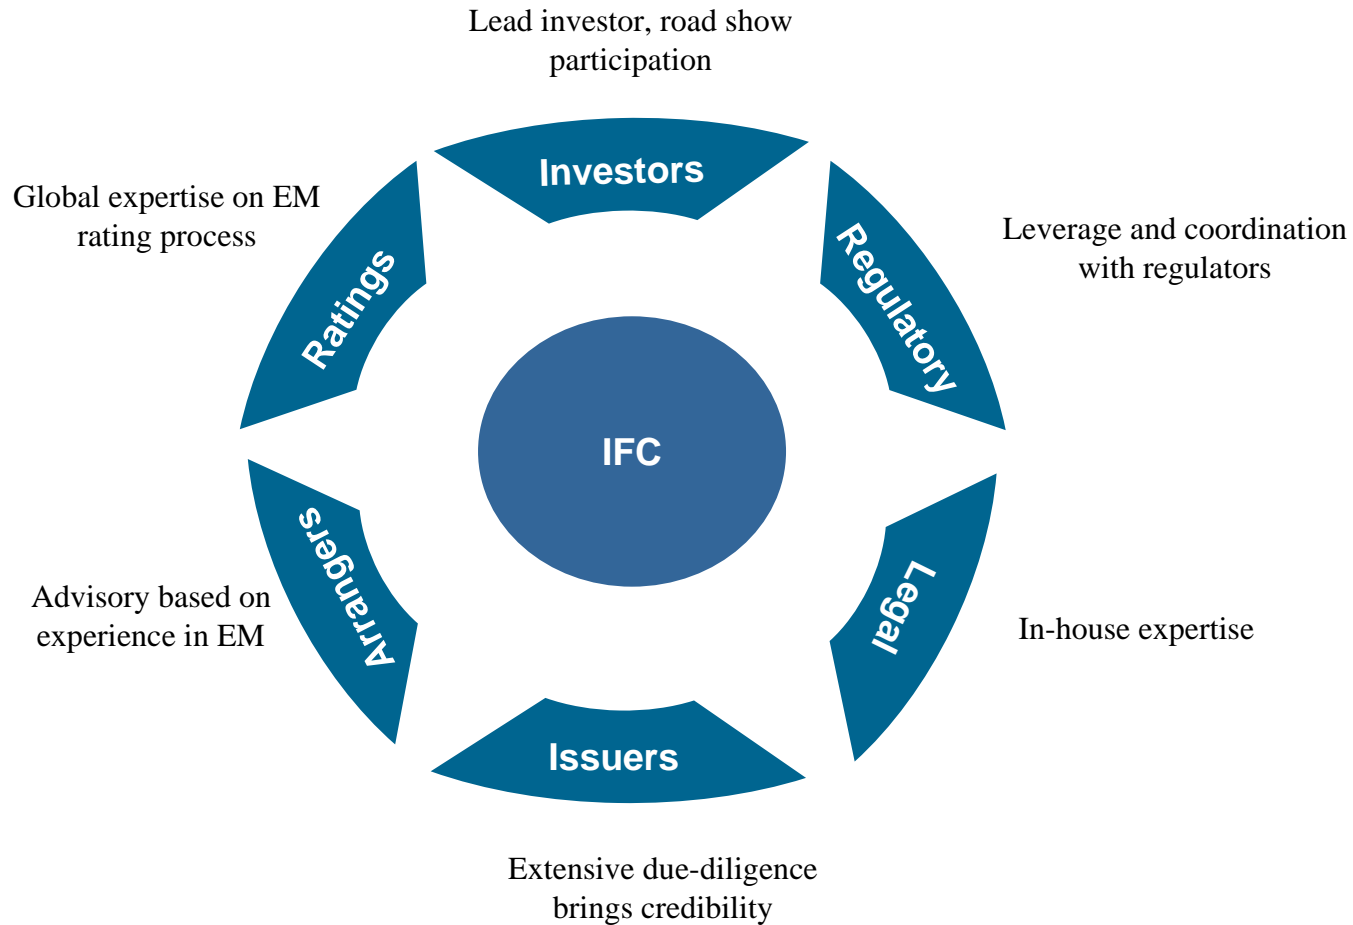 Lead investor, road show
participation
Investors
Global expertise on EM
rating process
Ratings
Regulatory
Leverage and coordination
with regulators
IFC
Arrangers
Advisory based on
experience in EM
Legal
In-house expertise
Issuers
Extensive due-diligence
brings credibility